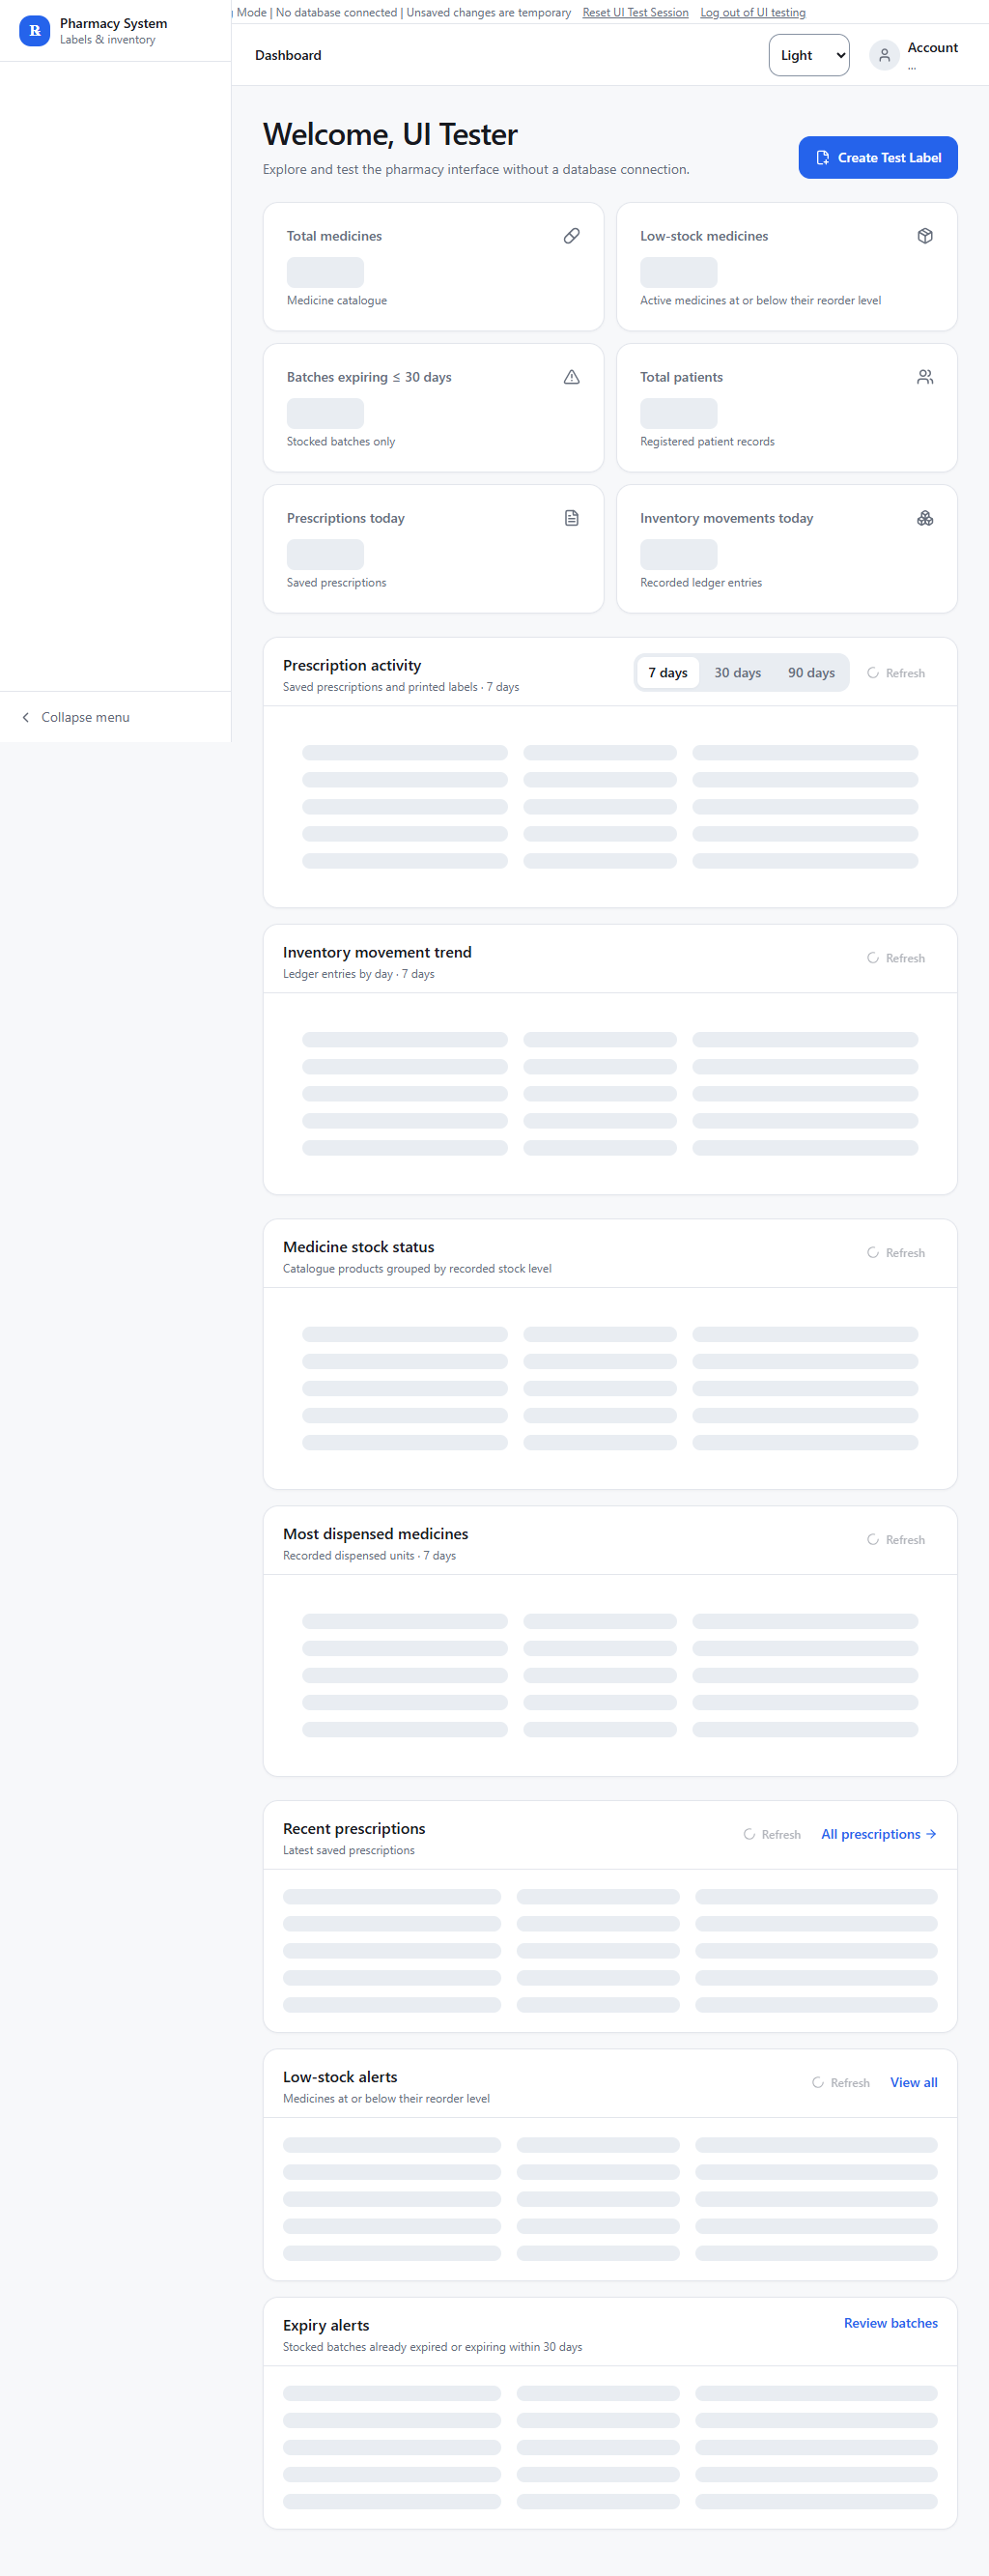 Pharmacy System
Labels & inventory
Mode | No database connected | Unsaved changes are temporary Reset UI Test Session Log out of UI testing
Dashboard
Light
Account
...
Welcome, UI Tester
Explore and test the pharmacy interface without a database connection.
Create Test Label
Total medicines
Medicine catalogue
Low-stock medicines
Active medicines at or below their reorder level
Batches expiring ≤ 30 days
Stocked batches only
Total patients
Registered patient records
Prescriptions today
Saved prescriptions
Inventory movements today
Recorded ledger entries
Prescription activity
Saved prescriptions and printed labels · 7 days
7 days 30 days 90 days
Refresh
Collapse menu
Inventory movement trend
Ledger entries by day · 7 days
Refresh
Medicine stock status
Catalogue products grouped by recorded stock level
Refresh
Most dispensed medicines
Recorded dispensed units · 7 days
Refresh
Recent prescriptions
Latest saved prescriptions
Refresh
All prescriptions →
Low-stock alerts
Medicines at or below their reorder level
Refresh
View all
Expiry alerts
Stocked batches already expired or expiring within 30 days
Review batches